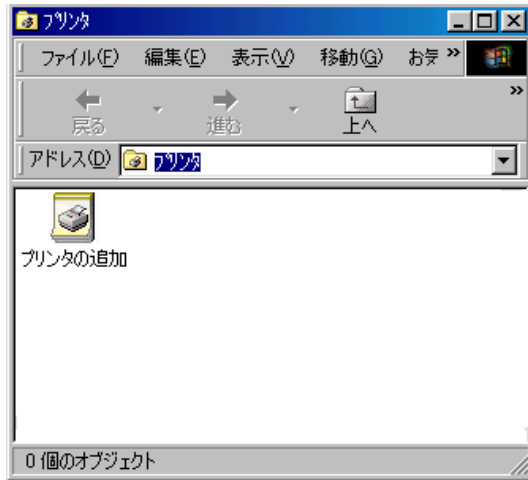 プリンタ
ファイル(F) 編集(E) 表示(V) 移動(G) お気 »
戻る 進む 上へ »
アドレス(D) プリンタ
プリンタの追加
0 個のオブジェクト